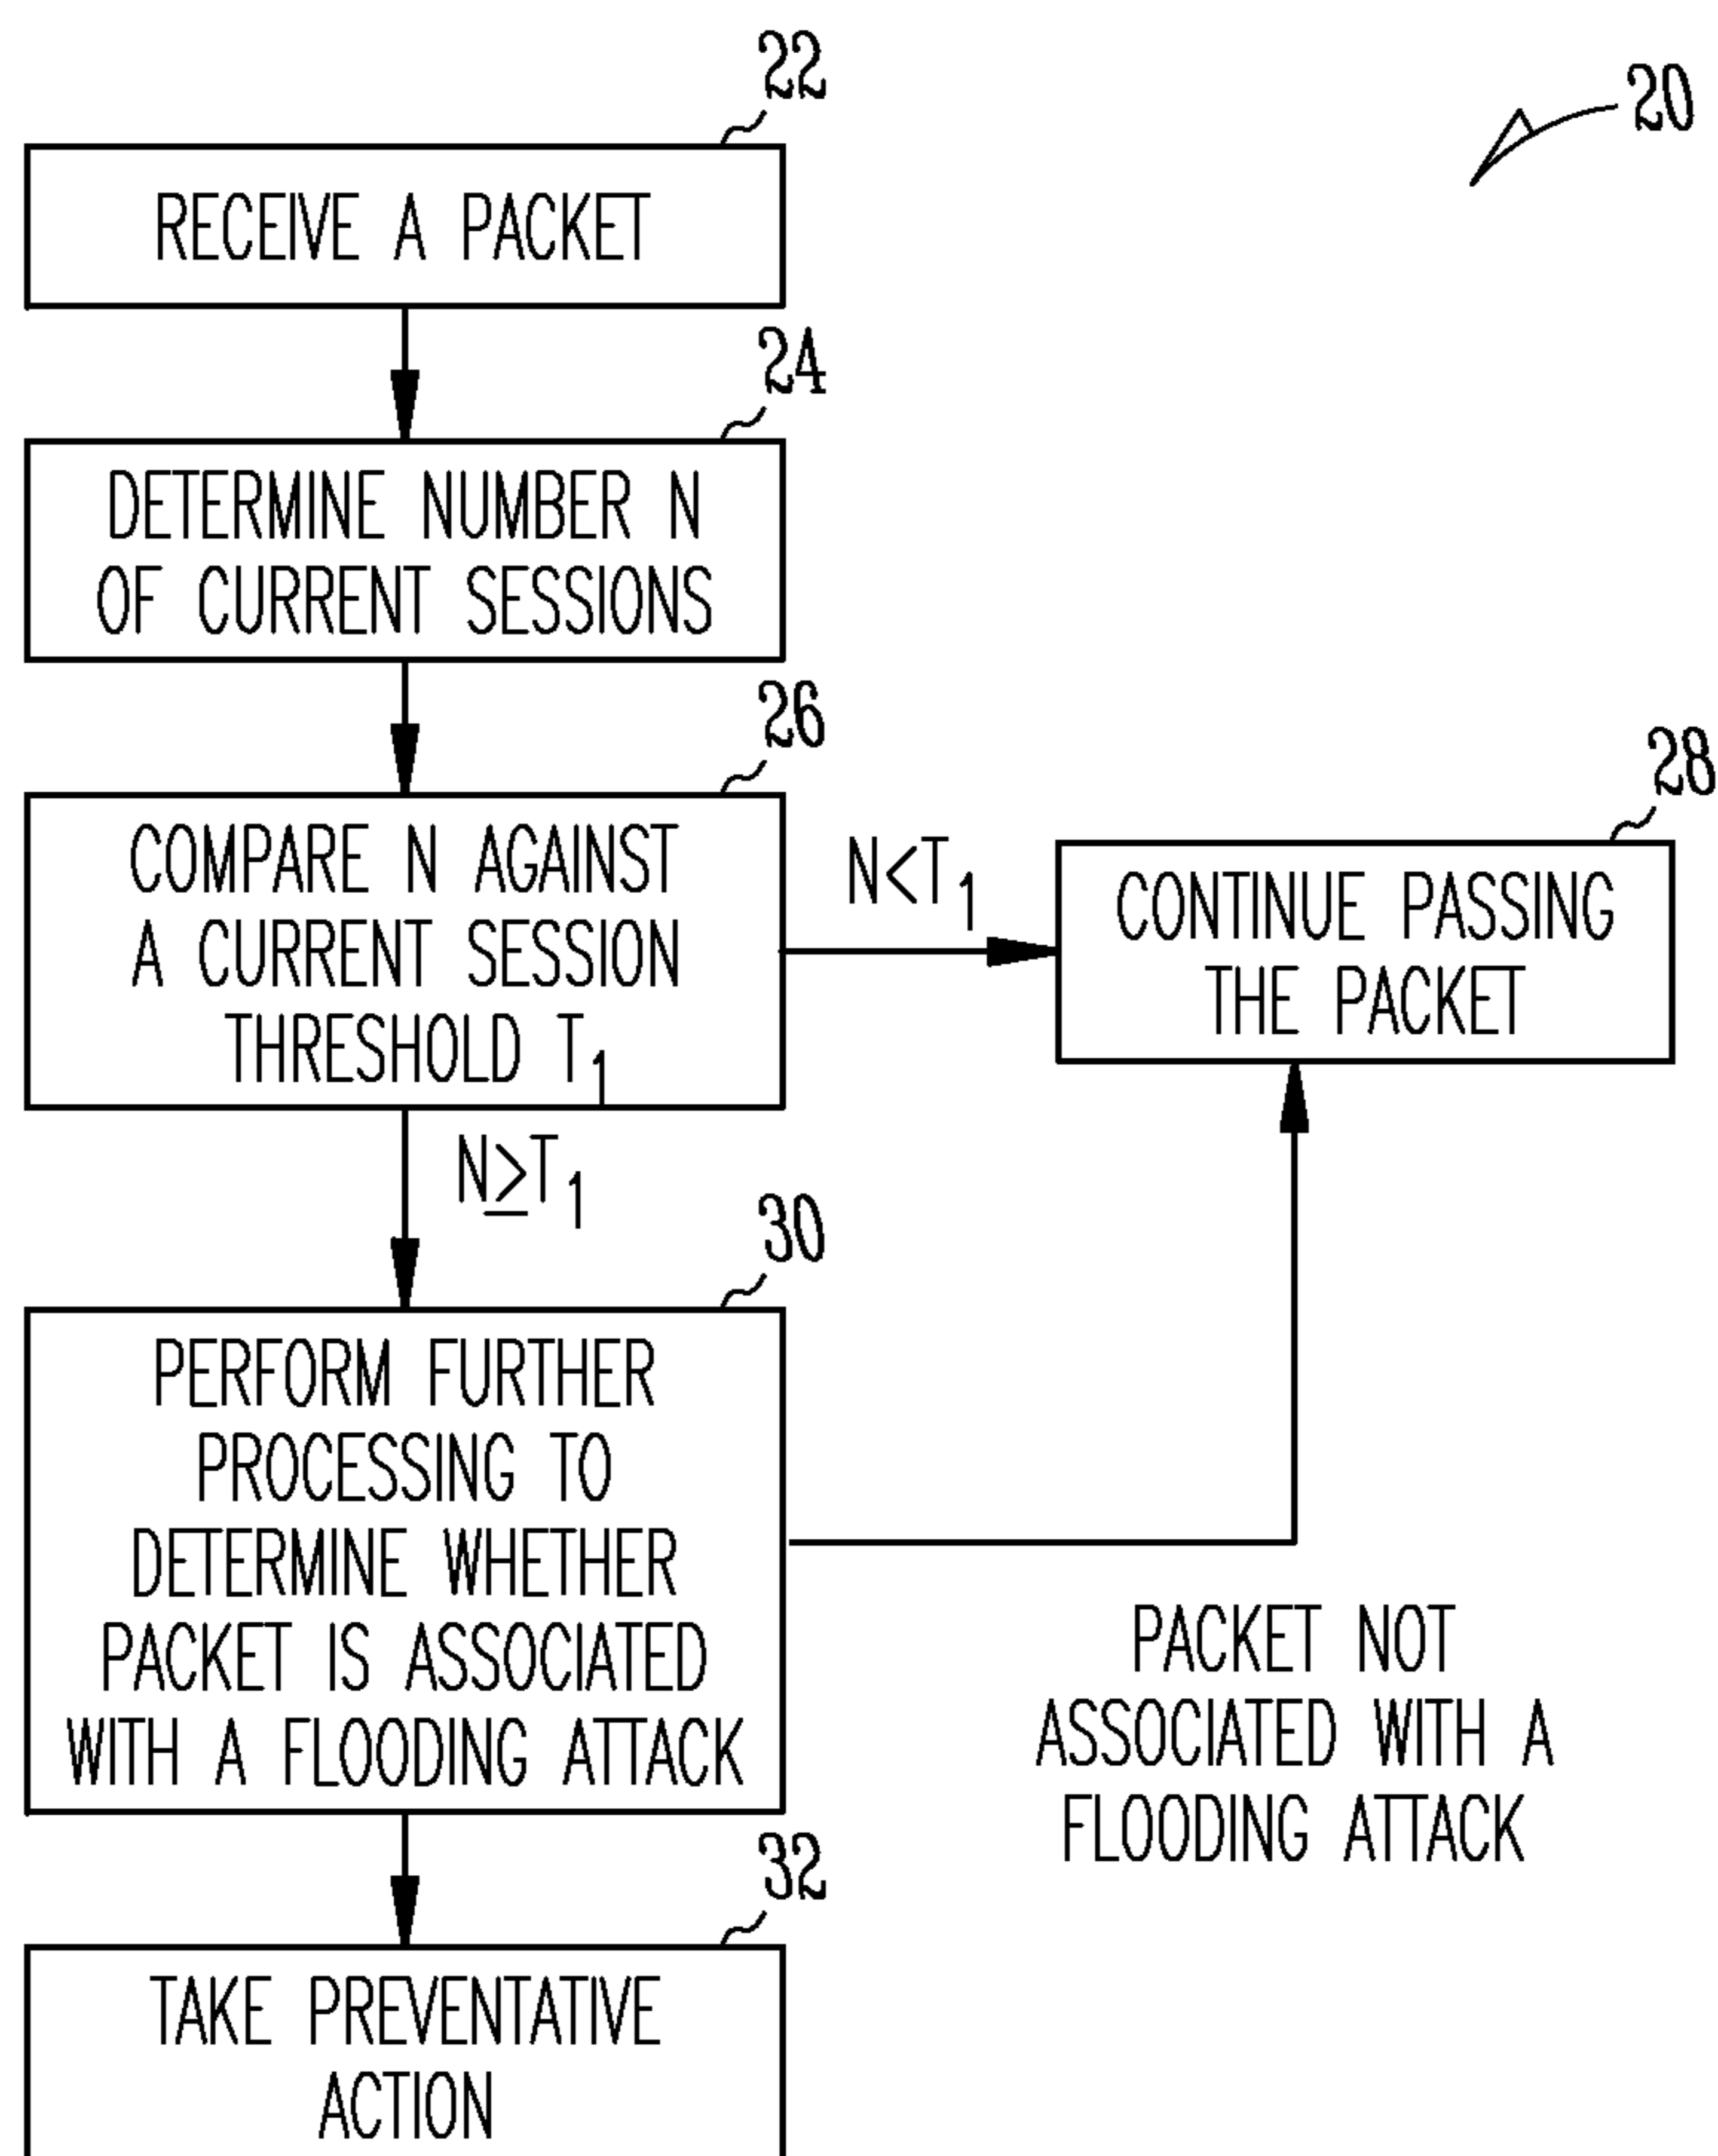 22
20
RECEIVE A PACKET
24
DETERMINE NUMBER N
OF CURRENT SESSIONS
26
COMPARE N AGAINST
A CURRENT SESSION
THRESHOLD T₁
N<T₁
28
CONTINUE PASSING
THE PACKET
N≥T₁
30
PERFORM FURTHER
PROCESSING TO
DETERMINE WHETHER
PACKET IS ASSOCIATED
WITH A FLOODING ATTACK
PACKET NOT
ASSOCIATED WITH A
FLOODING ATTACK
32
TAKE PREVENTATIVE
ACTION